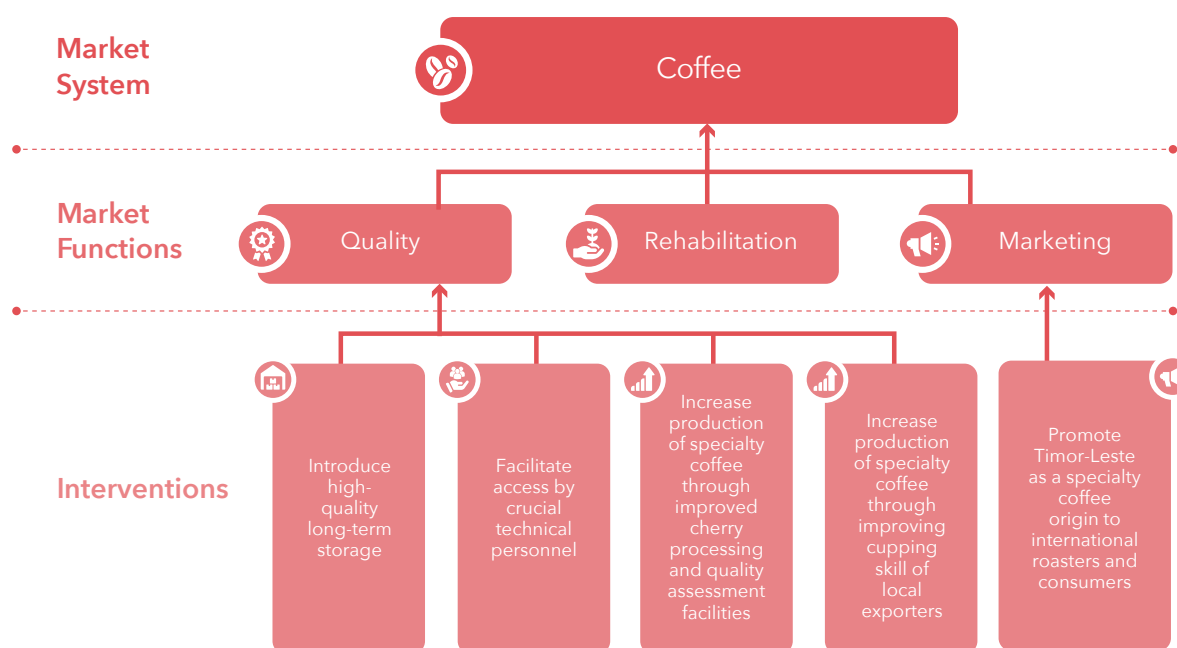 Market
System
Coffee
Market
Functions
Quality
Rehabilitation
Marketing
Interventions
Introduce
high-
quality
long-term
storage
Facilitate
access by
crucial
technical
personnel
Increase
production
of specialty
coffee
through
improved
cherry
processing
and quality
assessment
facilities
Increase
production
of specialty
coffee
through
improving
cupping
skill of
local
exporters
Promote
Timor-Leste
as a specialty
coffee
origin to
international
roasters and
consumers